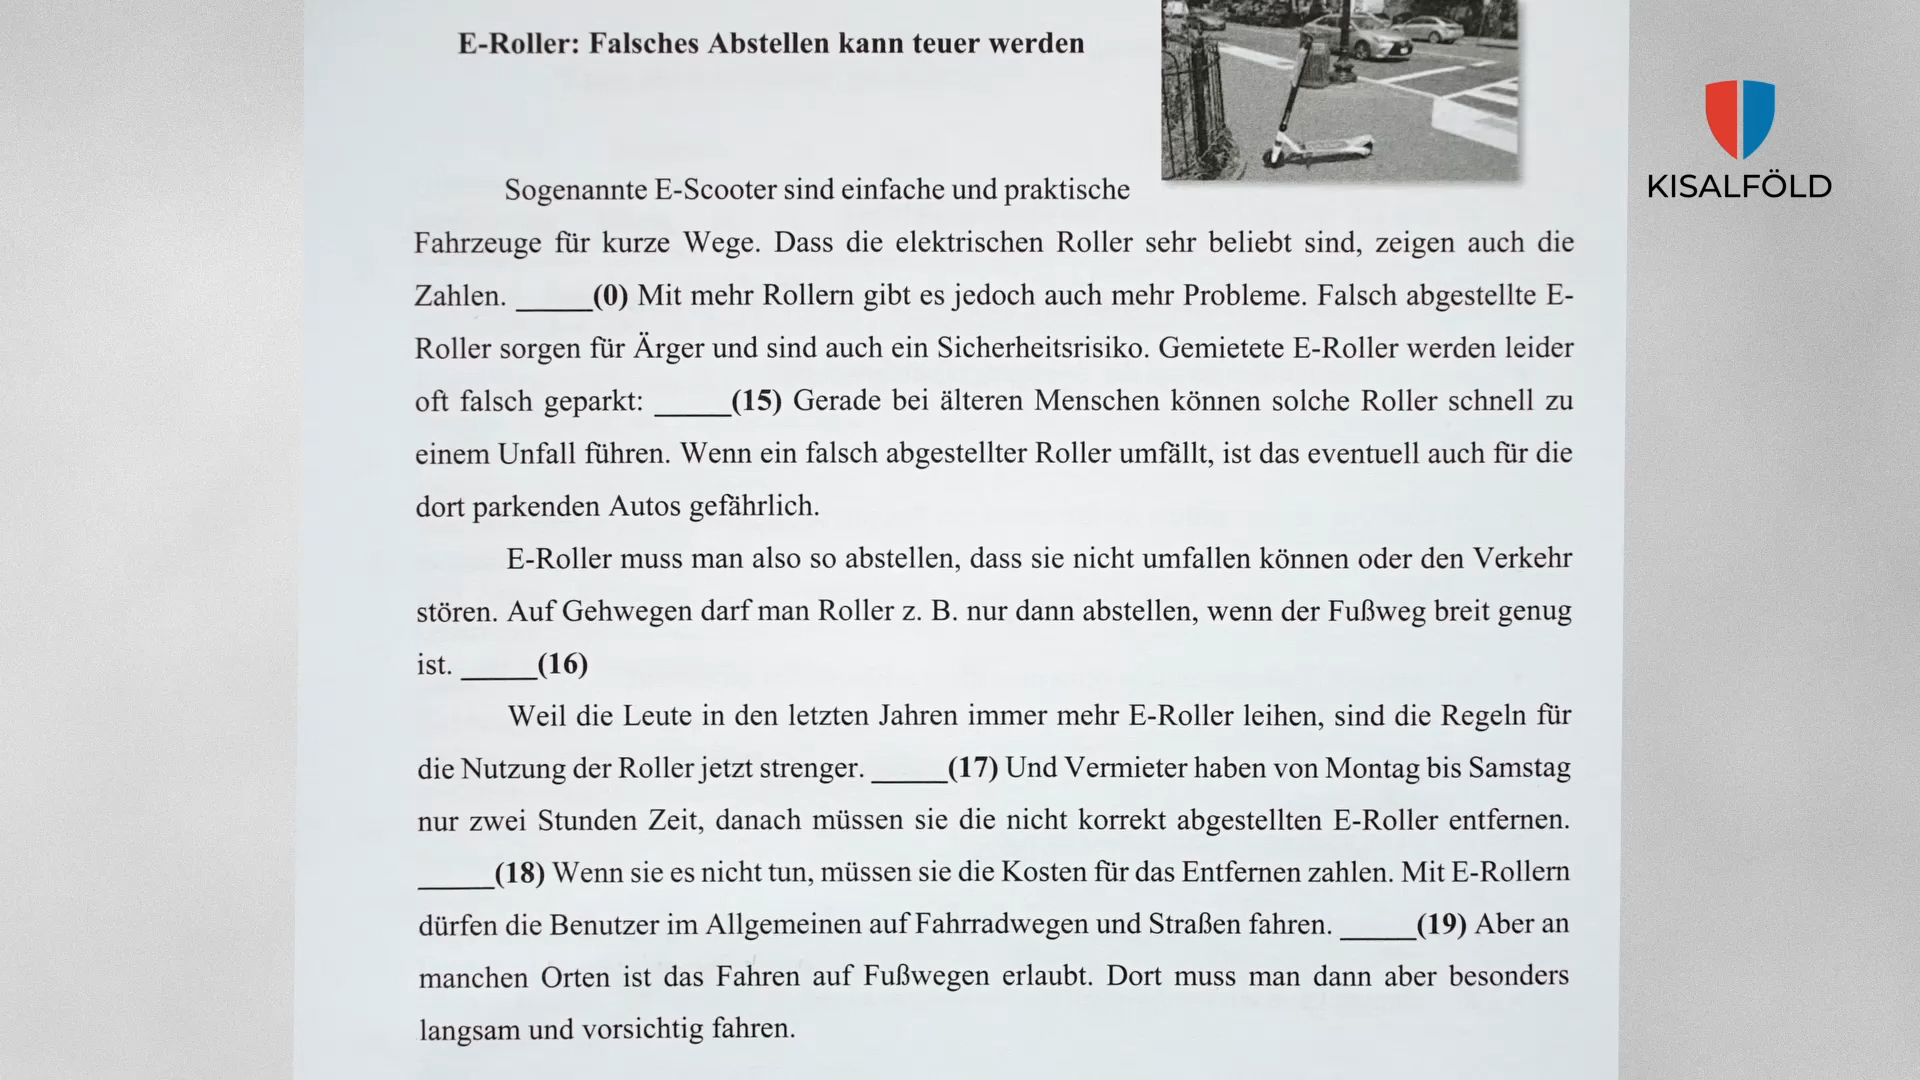 E-Roller: Falsches Abstellen kann teuer werden
KISALFÖLD
Sogenannte E-Scooter sind einfache und praktische
Fahrzeuge für kurze Wege. Dass die elektrischen Roller sehr beliebt sind, zeigen auch die
Zahlen. _____(0) Mit mehr Rollern gibt es jedoch auch mehr Probleme. Falsch abgestellte E-
Roller sorgen für Ärger und sind auch ein Sicherheitsrisiko. Gemietete E-Roller werden leider
oft falsch geparkt: _____(15) Gerade bei älteren Menschen können solche Roller schnell zu
einem Unfall führen. Wenn ein falsch abgestellter Roller umfällt, ist das eventuell auch für die
dort parkenden Autos gefährlich.
E-Roller muss man also so abstellen, dass sie nicht umfallen können oder den Verkehr
stören. Auf Gehwegen darf man Roller z. B. nur dann abstellen, wenn der Fußweg breit genug
ist. _____(16)
Weil die Leute in den letzten Jahren immer mehr E-Roller leihen, sind die Regeln für
die Nutzung der Roller jetzt strenger. _____(17) Und Vermieter haben von Montag bis Samstag
nur zwei Stunden Zeit, danach müssen sie die nicht korrekt abgestellten E-Roller entfernen.
_____(18) Wenn sie es nicht tun, müssen sie die Kosten für das Entfernen zahlen. Mit E-Rollern
dürfen die Benutzer im Allgemeinen auf Fahrradwegen und Straßen fahren. _____(19) Aber an
manchen Orten ist das Fahren auf Fußwegen erlaubt. Dort muss man dann aber besonders
langsam und vorsichtig fahren.